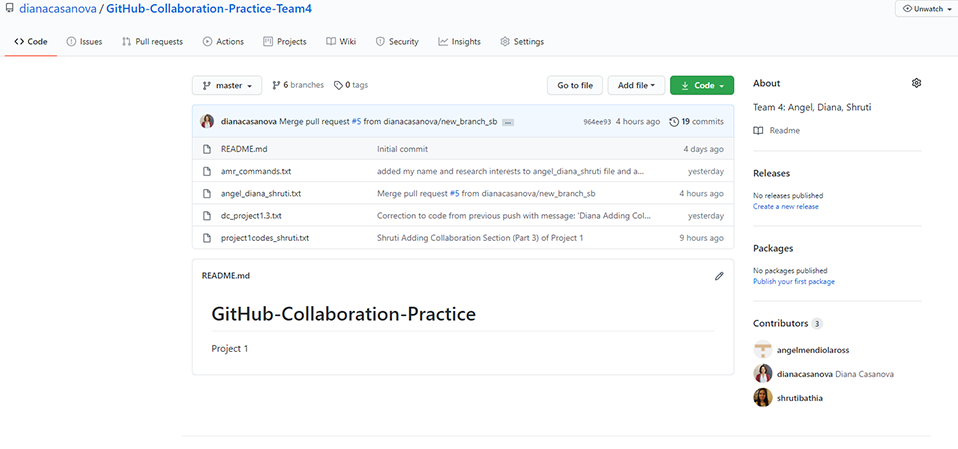 dianacasanova / GitHub-Collaboration-Practice-Team4
Unwatch
Code Issues Pull requests Actions Projects Wiki Security Insights Settings
master 6 branches 0 tags Go to file Add file Code
dianacasanova Merge pull request #5 from dianacasanova/new_branch_sb ... 964ee93 4 hours ago 19 commits
README.md Initial commit 4 days ago
amr_commands.txt added my name and research interests to angel_diana_shruti file and a... yesterday
angel_diana_shruti.txt Merge pull request #5 from dianacasanova/new_branch_sb 4 hours ago
dc_project1.3.txt Correction to code from previous push with message: 'Diana Adding Col... yesterday
project1codes_shruti.txt Shruti Adding Collaboration Section (Part 3) of Project 1 9 hours ago
README.md
GitHub-Collaboration-Practice
Project 1
About
Team 4: Angel, Diana, Shruti
Readme
Releases
No releases published
Create a new release
Packages
No packages published
Publish your first package
Contributors 3
angelmendiolaross
dianacasanova Diana Casanova
shrutibathia